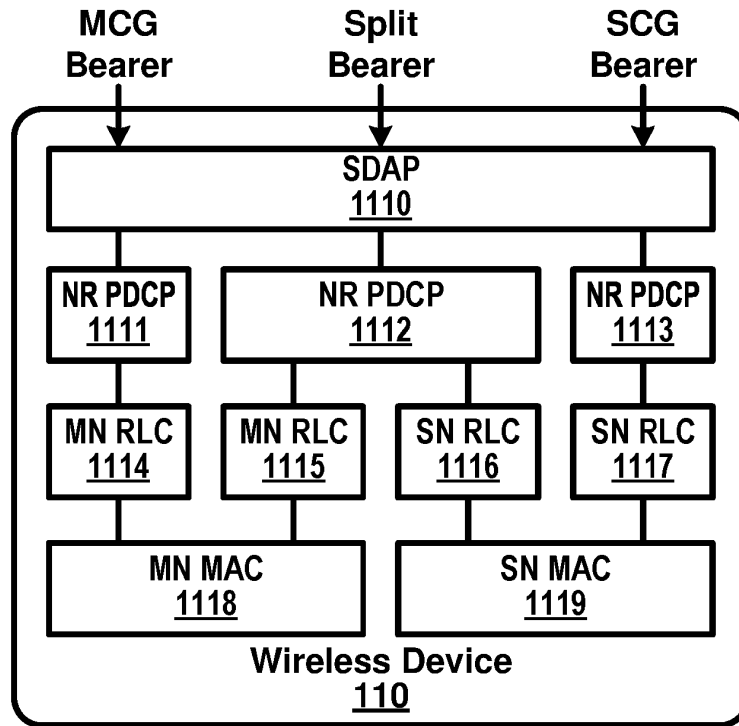 MCG Bearer
Split Bearer
SCG Bearer
SDAP
1110
NR PDCP
1111
NR PDCP
1112
NR PDCP
1113
MN RLC
1114
MN RLC
1115
SN RLC
1116
SN RLC
1117
MN MAC
1118
SN MAC
1119
Wireless Device
110